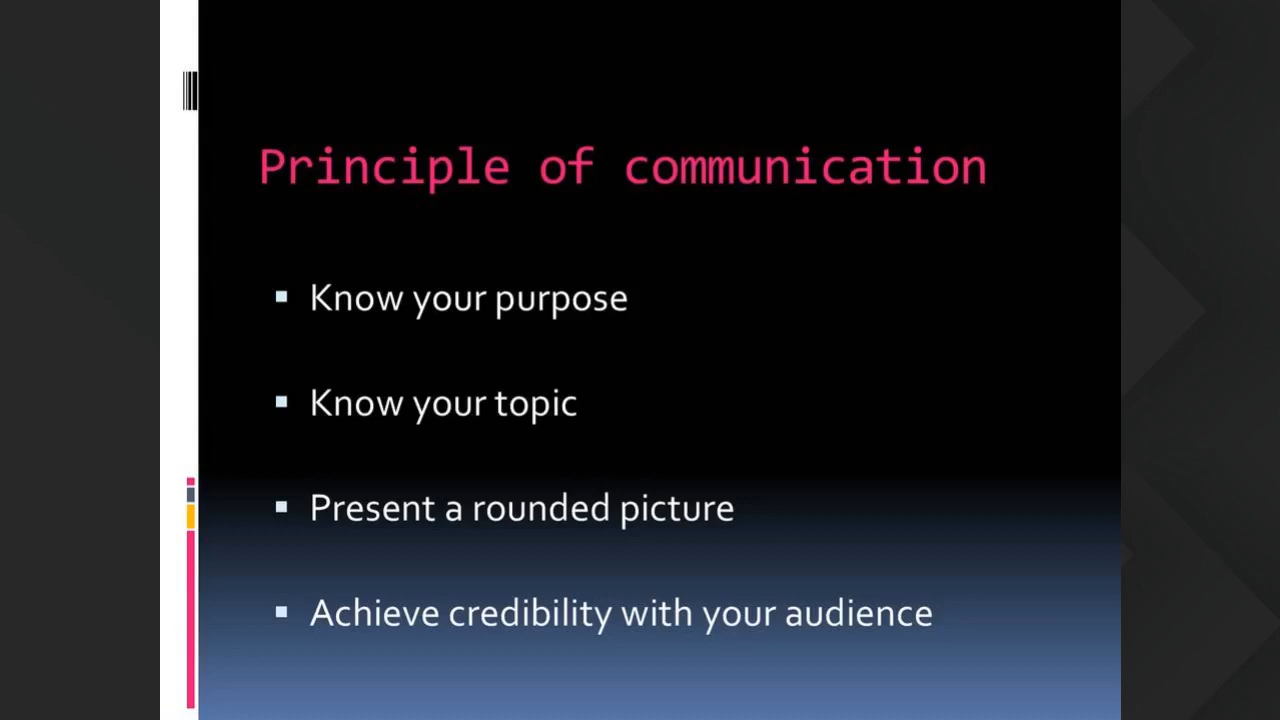 Principle of communication
Know your purpose
Know your topic
Present a rounded picture
Achieve credibility with your audience